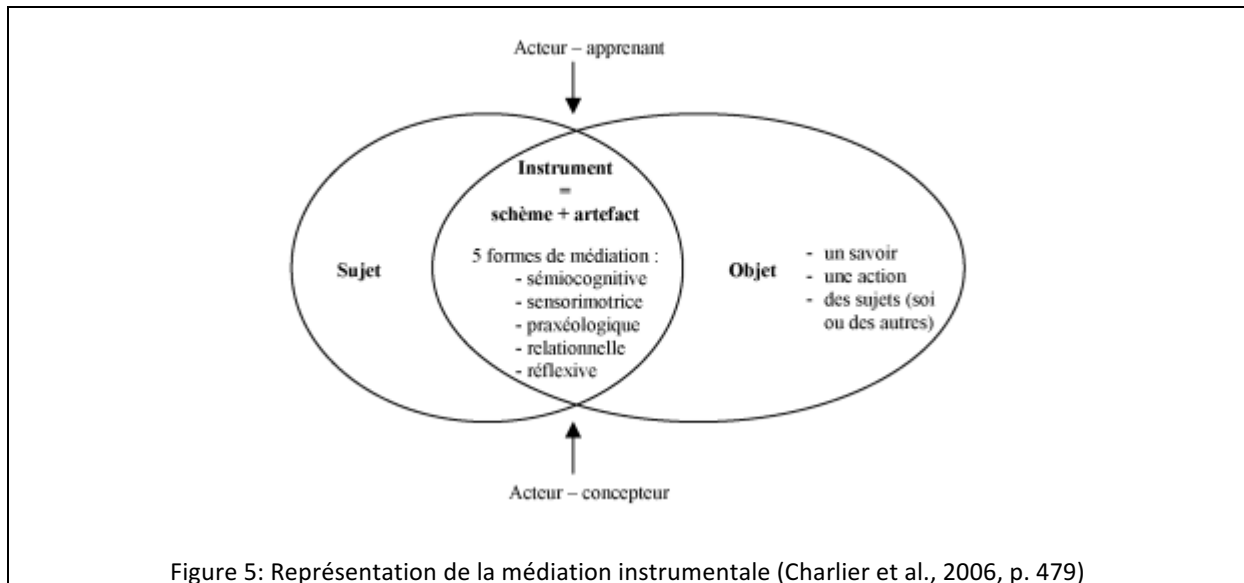 Acteur – apprenant
Instrument
=
schème + artefact
5 formes de médiation :
- sémiocognitive
- sensorimotrice
- praxéologique
- relationnelle
- réflexive
Sujet
Objet
- un savoir
- une action
- des sujets (soi
ou des autres)
Acteur – concepteur
Figure 5: Représentation de la médiation instrumentale (Charlier et al., 2006, p. 479)